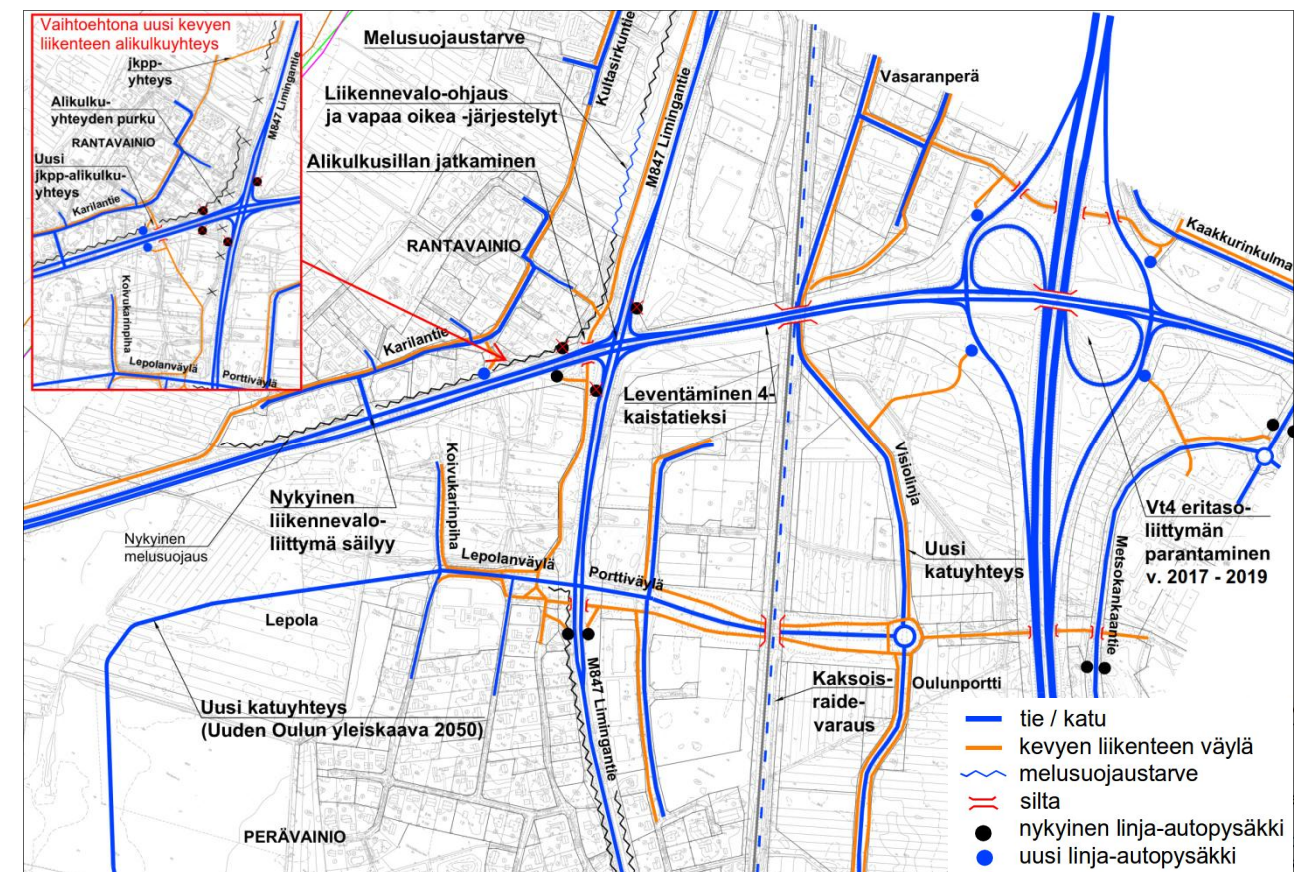 Vaihtoehtona uusi kevyen
liikenteen alikulkuyhteys
jkpp-
yhteys
Alikulku-
yhteyden purku
RANTAVAINIO
Uusi
jkpp-alikulku-
yhteys
Karilantie
M847 Limingantie
Koivukarinpiha
Lepolanväylä
Porttiväylä
Melusuojaustarve
Liikennevalo-ohjaus
ja vapaa oikea -järjestelyt
Alikulkusillan jatkaminen
Kultasirkuntie
M847 Limingantie
Vasaranperä
Kaakkurinkulma
RANTAVAINIO
Karilantie
Leventäminen 4-
kaistatieksi
Nykyinen
liikennevalo-
liittymä säilyy
Nykyinen
melusuojaus
Koivukarinpiha
Lepolanväylä
Porttiväylä
Visiolinja
Uusi
katuyhteys
Vt4 eritaso-
liittymän
parantaminen
v. 2017 - 2019
Metsokankaantie
Lepola
Uusi katuyhteys
(Uuden Oulun yleiskaava 2050)
M847 Limingantie
Kaksois-
raide-
varaus
Oulunportti
PERÄVAINIO
tie / katu
kevyen liikenteen väylä
melusuojaustarve
silta
nykyinen linja-autopysäkki
uusi linja-autopysäkki